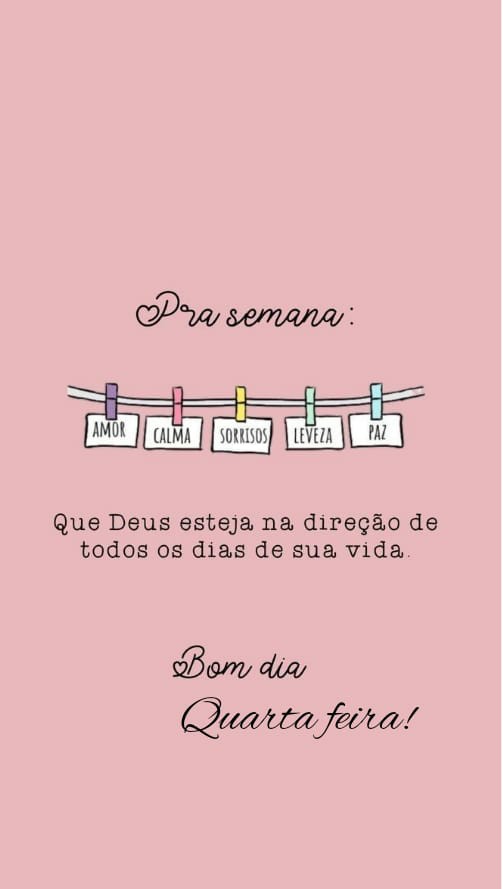 Pra semana:
AMOR CALMA SORRISOS LEVEZA PAZ
Que Deus esteja na direção de
todos os dias de sua vida.
Bom dia
Quarta feira!